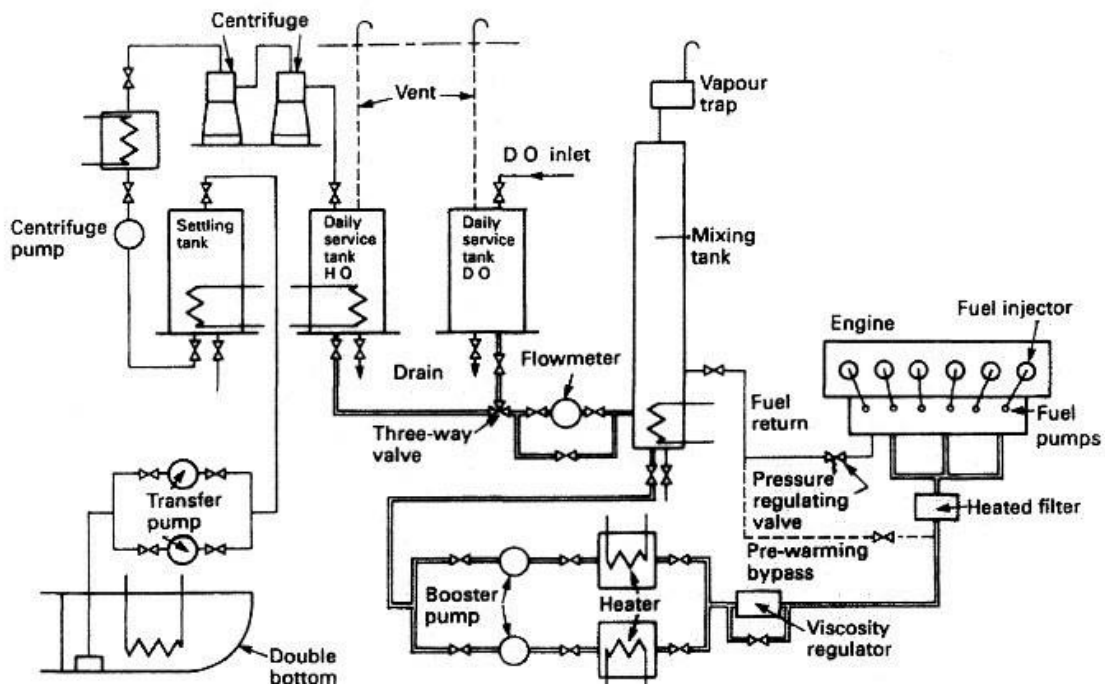 Centrifuge
Vent
Vapour
trap
D O inlet
Centrifuge
pump
Settling
tank
Daily
service
tank
H O
Daily
service
tank
D O
Mixing
tank
Engine
Fuel injector
Drain
Flowmeter
Three-way
valve
Fuel
return
Fuel
pumps
Pressure
regulating
valve
Heated filter
Transfer
pump
Pre-warming
bypass
Booster
pump
Heater
Viscosity
regulator
Double
bottom